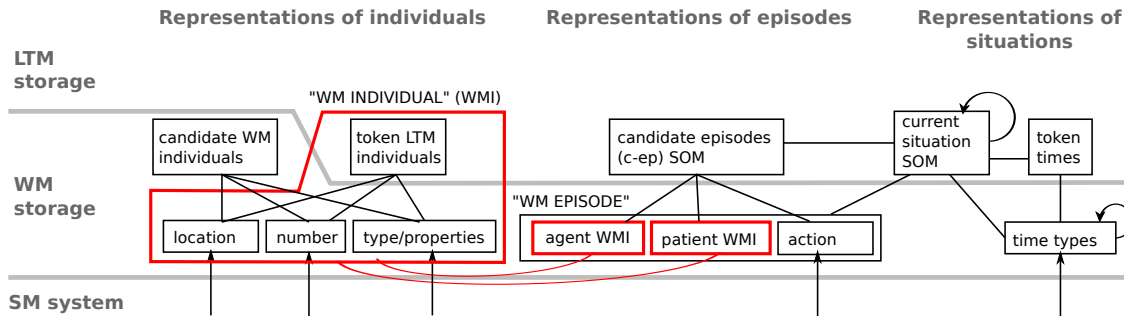 Representations of individuals
Representations of episodes
Representations of
situations
LTM
storage
"WM INDIVIDUAL" (WMI)
candidate WM
individuals
token LTM
individuals
candidate episodes
(c-ep) SOM
current
situation
SOM
token
times
WM
storage
"WM EPISODE"
location
number
type/properties
agent WMI
patient WMI
action
time types
SM system